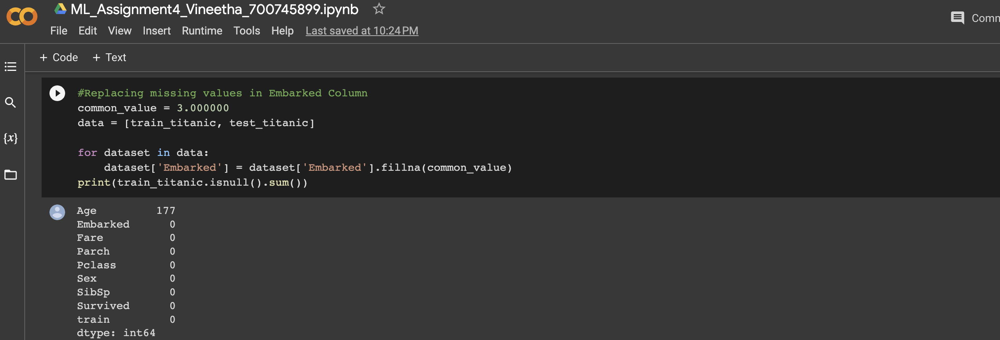 ML_Assignment4_Vineetha_700745899.ipynb
File Edit View Insert Runtime Tools Help Last saved at 10:24 PM
+ Code + Text
{x}
#Replacing missing values in Embarked Column
common_value = 3.000000
data = [train_titanic, test_titanic]
for dataset in data:
    dataset['Embarked'] = dataset['Embarked'].fillna(common_value)
print(train_titanic.isnull().sum())
Age 177
Embarked 0
Fare 0
Parch 0
Pclass 0
Sex 0
SibSp 0
Survived 0
train 0
dtype: int64